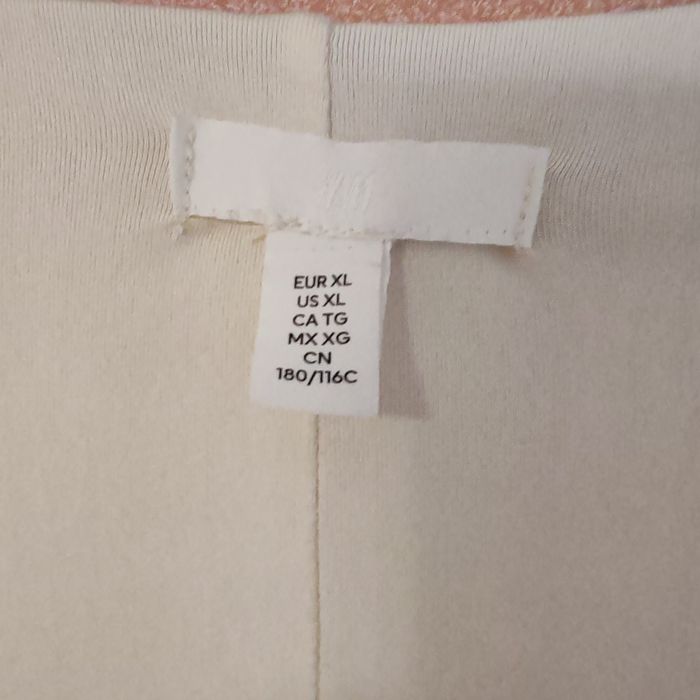 H&M
EUR XL
US XL
CA TG
MX XG
CN
180/116C